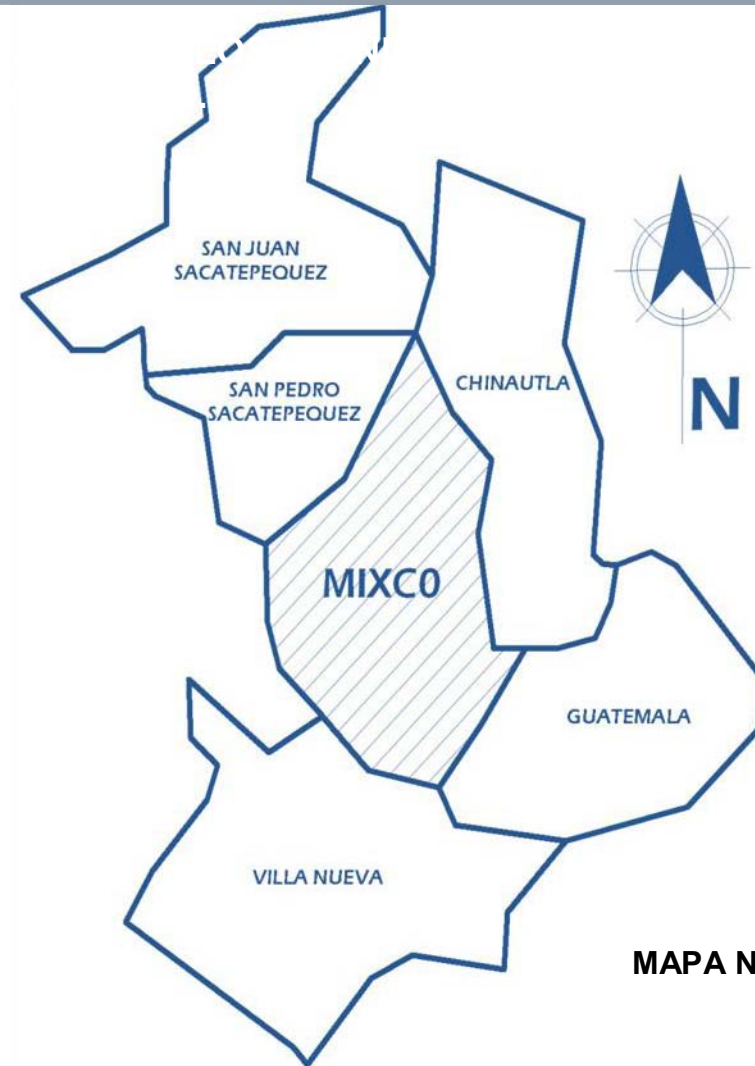 SAN JUAN
SACATEPEQUEZ
SAN PEDRO
SACATEPEQUEZ
CHINAUTLA
N
MIXC0
GUATEMALA
VILLA NUEVA
MAPA N